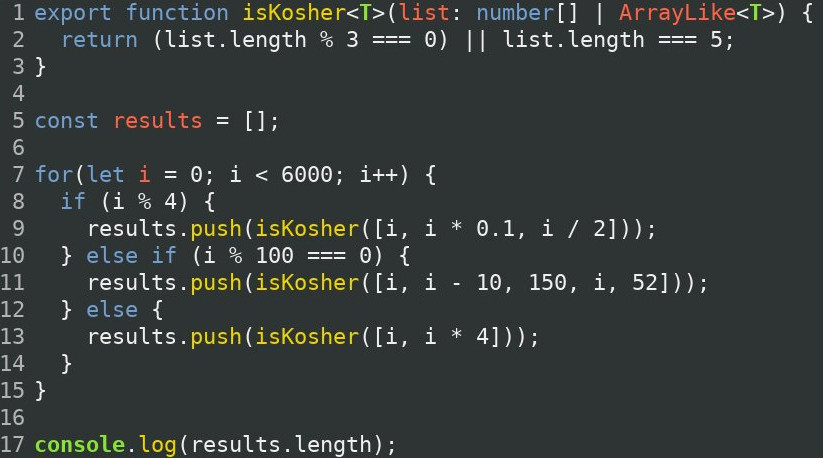 1 export function isKosher<T>(list: number[] | ArrayLike<T>) {
2   return (list.length % 3 === 0) || list.length === 5;
3 }
4
5 const results = [];
6
7 for(let i = 0; i < 6000; i++) {
8   if (i % 4) {
9     results.push(isKosher([i, i * 0.1, i / 2]));
10   } else if (i % 100 === 0) {
11     results.push(isKosher([i, i - 10, 150, i, 52]));
12   } else {
13     results.push(isKosher([i, i * 4]));
14   }
15 }
16
17 console.log(results.length);